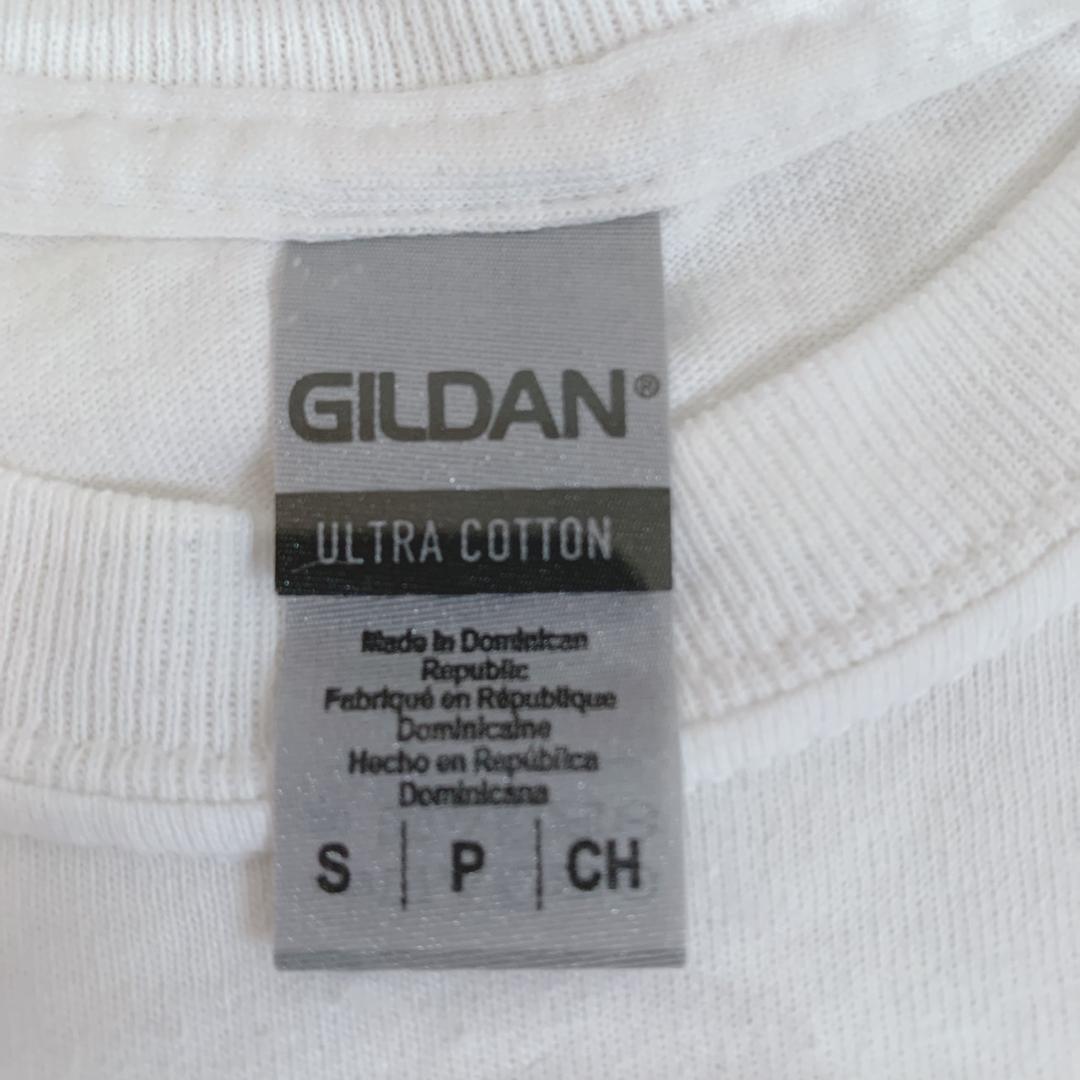 GILDAN®
ULTRA COTTON
Made in Dominican
Republic
Fabriqué en République
Dominicaine
Hecho en República
Dominicana
S | P | CH